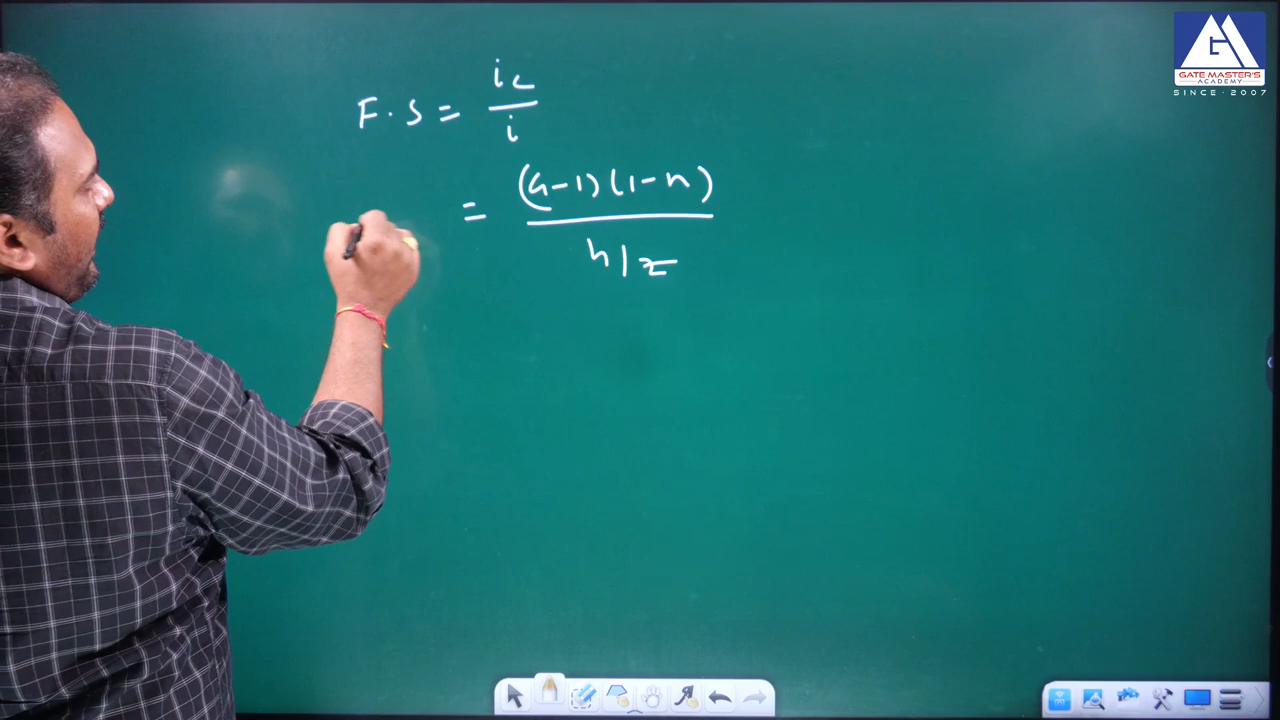 GATE MASTER'S
ACADEMY
SINCE · 2007
F.S = ic / i
= (G-1)(1-n) / h/z